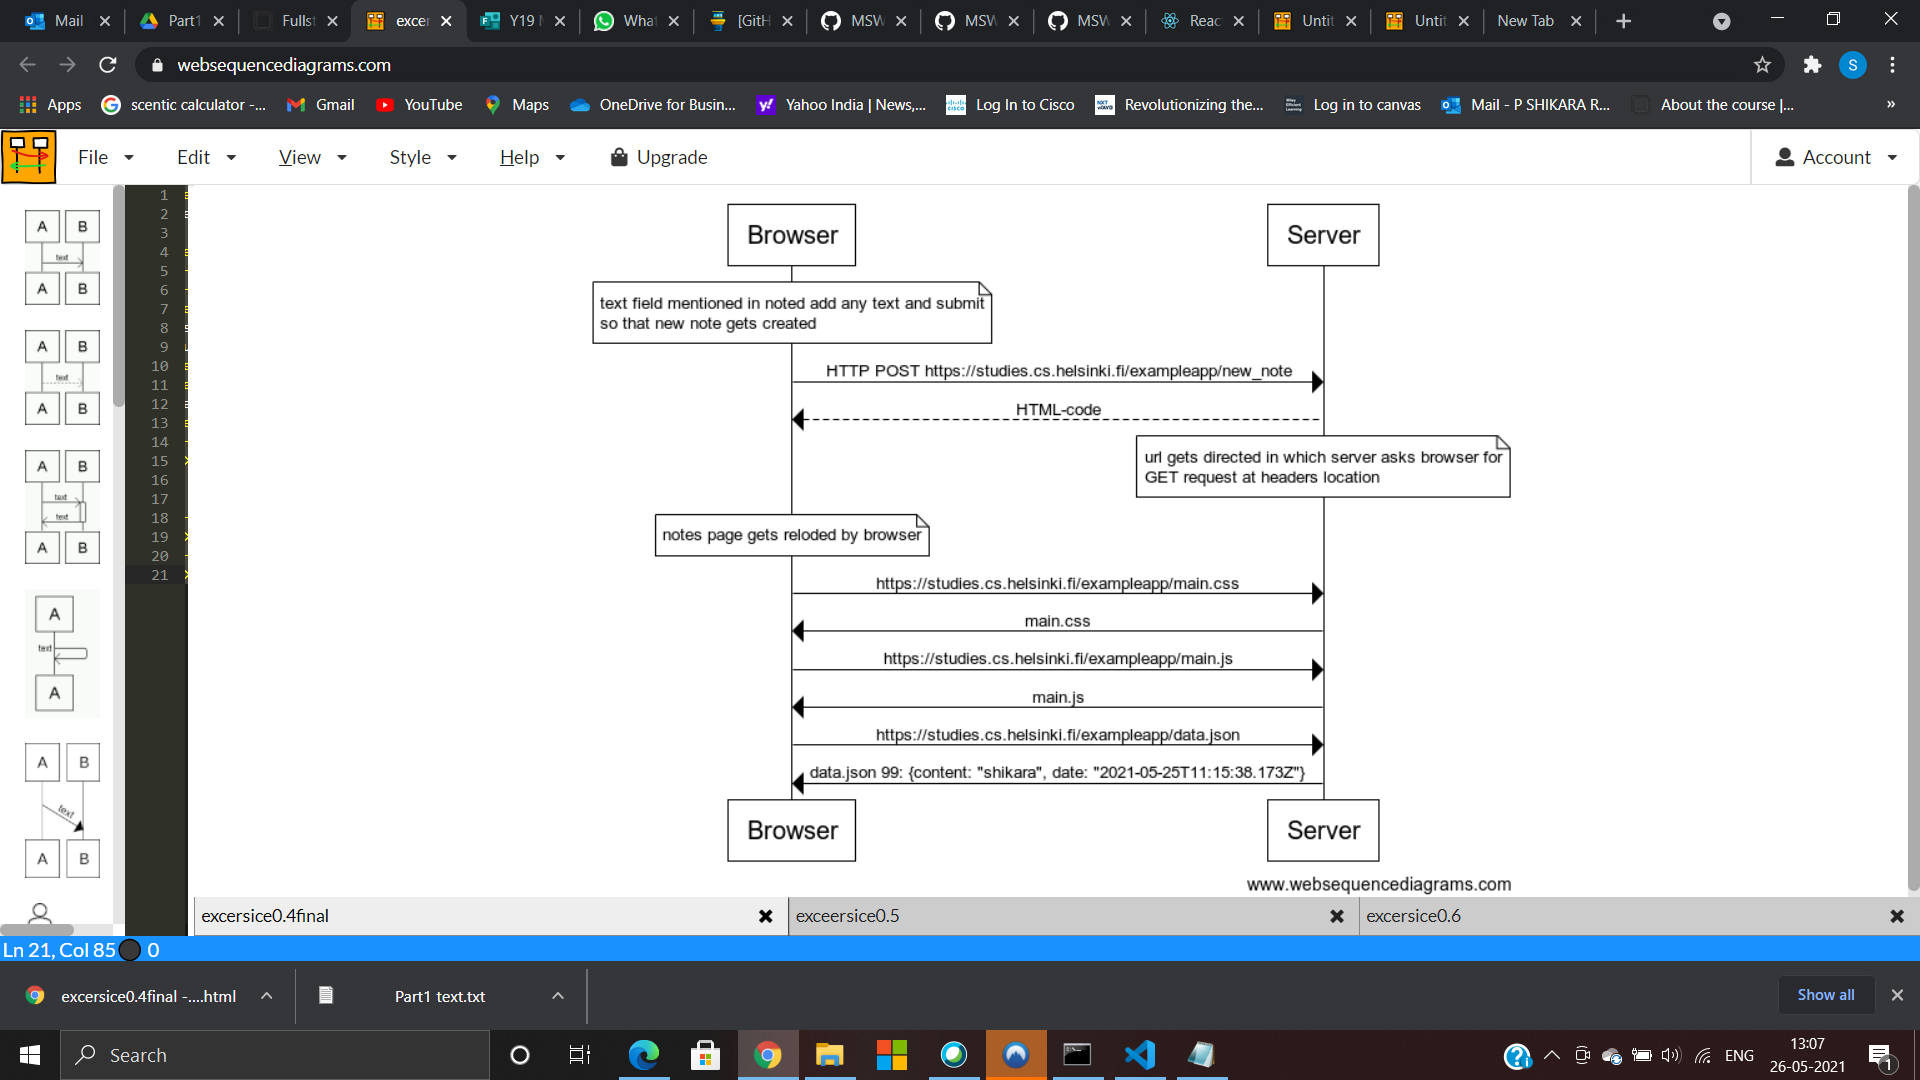 Mail
Part1
Fullst
excer
Y19 M
What
[GitH
MSW
MSW
MSW
Reac
Untit
Untit
New Tab
websequencediagrams.com
S
Apps
scentic calculator -...
Gmail
YouTube
Maps
OneDrive for Busin...
Yahoo India | News,...
Log In to Cisco
Revolutionizing the...
Log in to canvas
Mail - P SHIKARA R...
About the course |...
»
File
Edit
View
Style
Help
Upgrade
Account
A B
text
A B
A B
text
A B
A B
text
text
A B
A
text
A
A B
text
A B
1
2
3
4
5
6
7
8
9
10
11
12
13
14
15
16
17
18
19
20
21
Browser
Server
text field mentioned in noted add any text and submit
so that new note gets created
HTTP POST https://studies.cs.helsinki.fi/exampleapp/new_note
HTML-code
url gets directed in which server asks browser for
GET request at headers location
notes page gets reloded by browser
https://studies.cs.helsinki.fi/exampleapp/main.css
main.css
https://studies.cs.helsinki.fi/exampleapp/main.js
main.js
https://studies.cs.helsinki.fi/exampleapp/data.json
data.json 99: {content: "shikara", date: "2021-05-25T11:15:38.173Z"}
Browser
Server
www.websequencediagrams.com
excersice0.4final
exceersice0.5
excersice0.6
Ln 21, Col 85 0
excersice0.4final -....html
Part1 text.txt
Show all
Search
ENG
13:07
26-05-2021
1